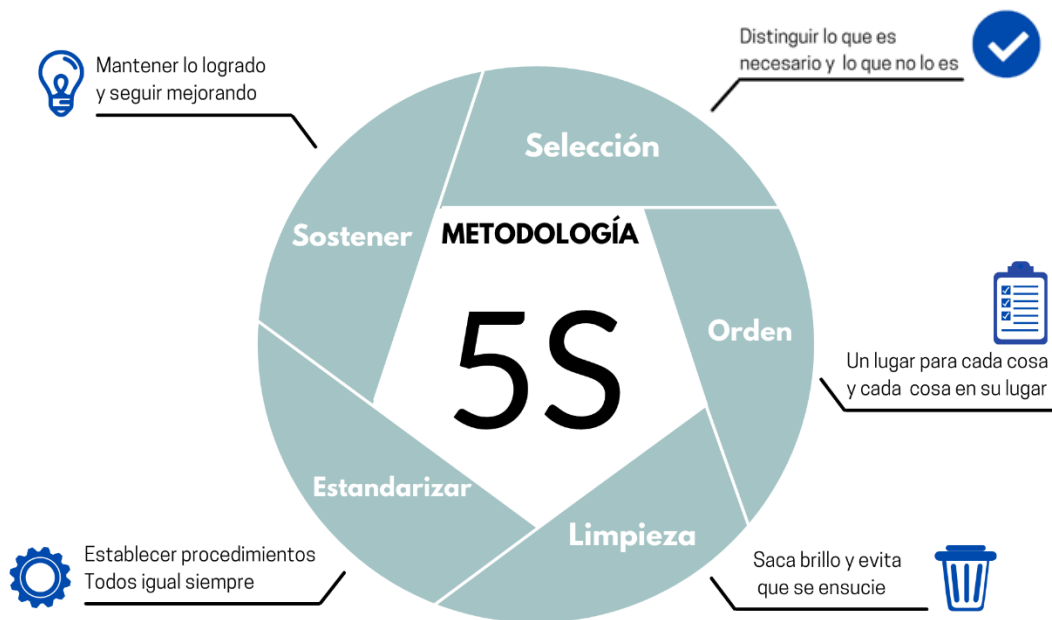 Mantener lo logrado
y seguir mejorando
Distinguir lo que es
necesario y lo que no lo es
Selección
Sostener
METODOLOGÍA
5S
Orden
Un lugar para cada cosa
y cada cosa en su lugar
Estandarizar
Limpieza
Establecer procedimientos
Todos igual siempre
Saca brillo y evita
que se ensucie